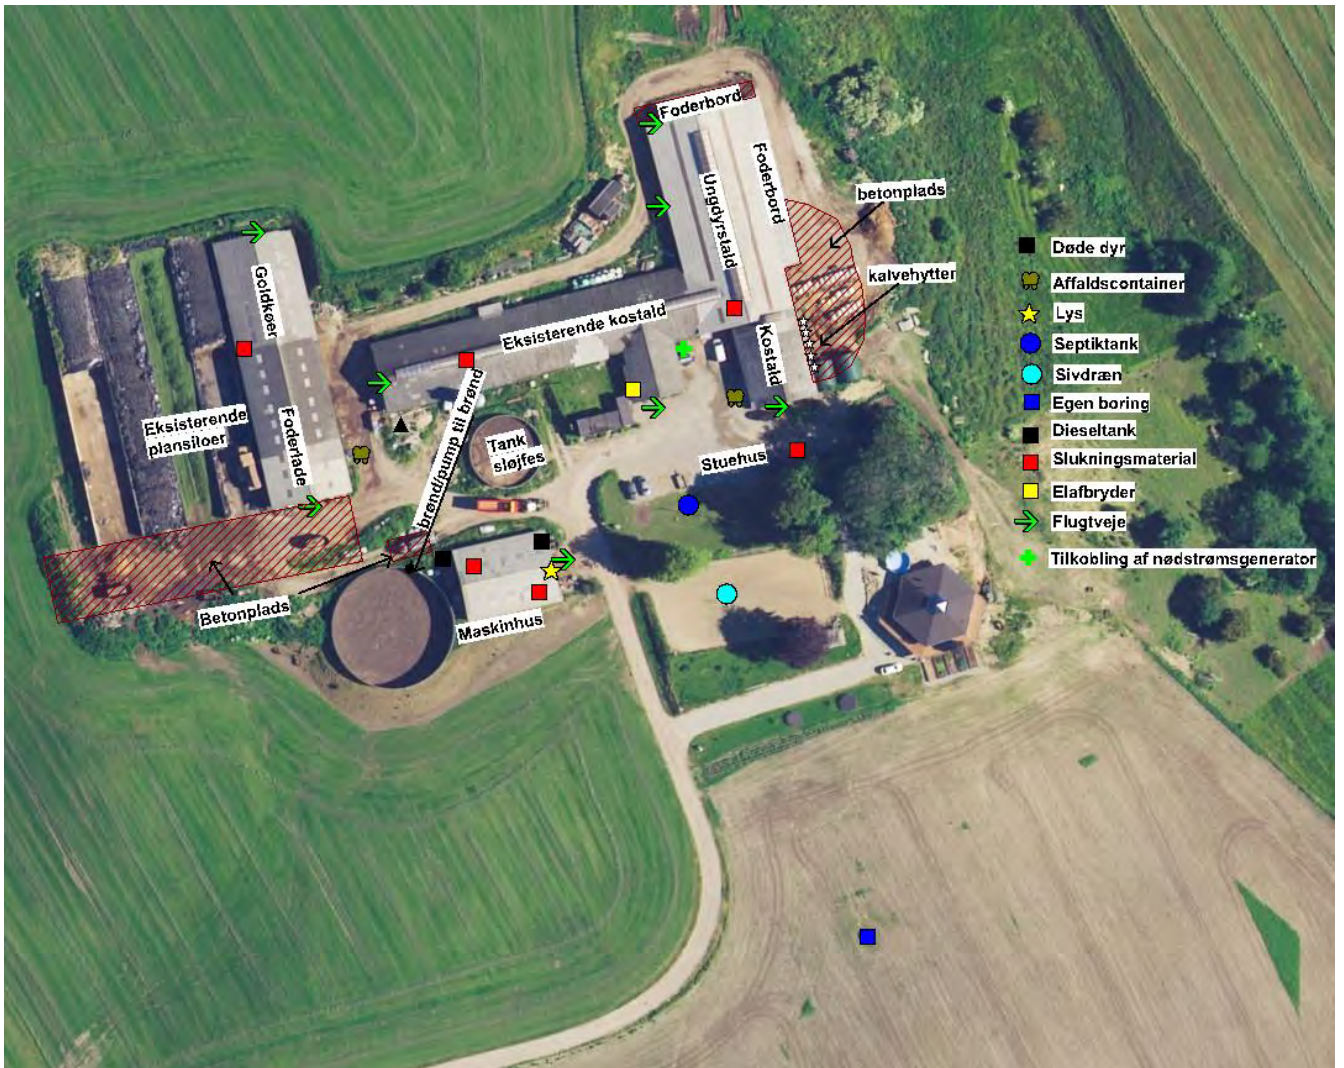 Foderbord
Foderbord
Ungdyrstald
betonplads
kalvehytter
Goldkøer
Eksisterende kostald
Kostald
Eksisterende
plansiloer
Foderlade
brønd/pump til brønd
Tank
sløjfes
Stuehus
Betonplads
Maskinhus
Døde dyr
Affaldscontainer
Lys
Septiktank
Sivdræn
Egen boring
Dieseltank
Slukningsmaterial
Elafbryder
Flugtveje
Tilkobling af nødstrømsgenerator